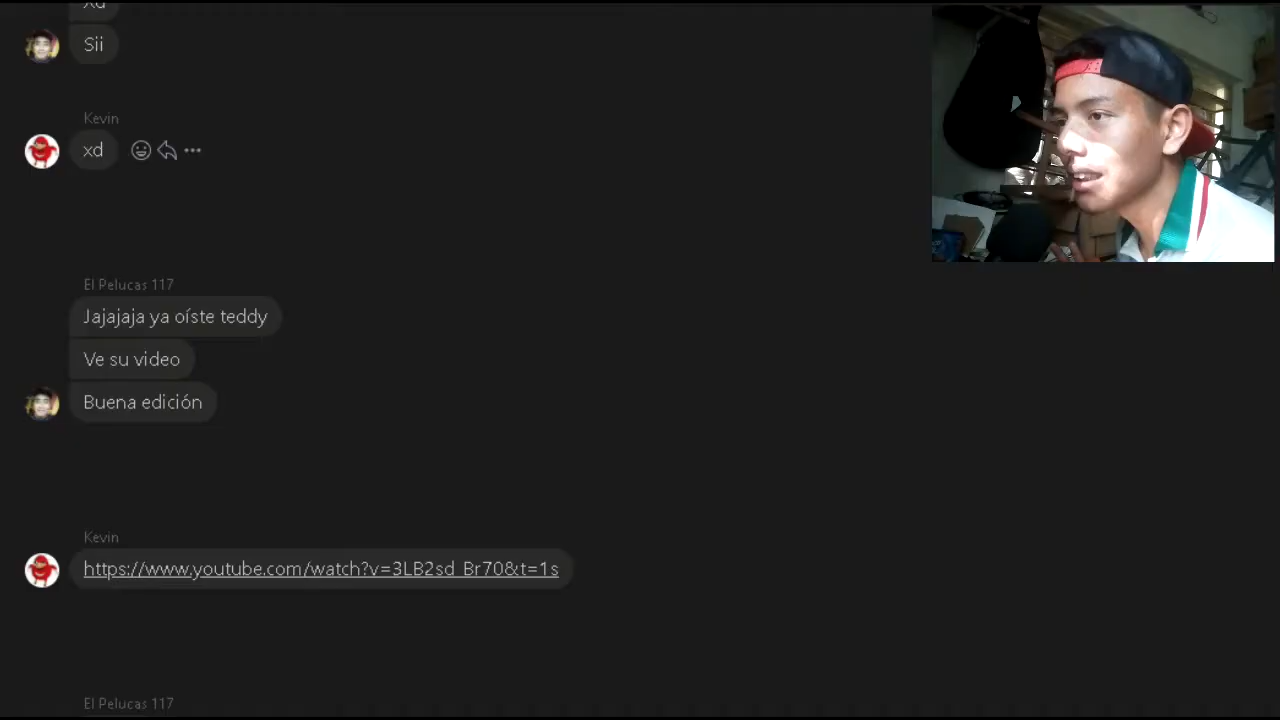 Xd
Sii
Kevin
xd
El Pelucas 117
Jajajaja ya oíste teddy
Ve su video
Buena edición
Kevin
https://www.youtube.com/watch?v=3LB2sd_Br70&t=1s
El Pelucas 117